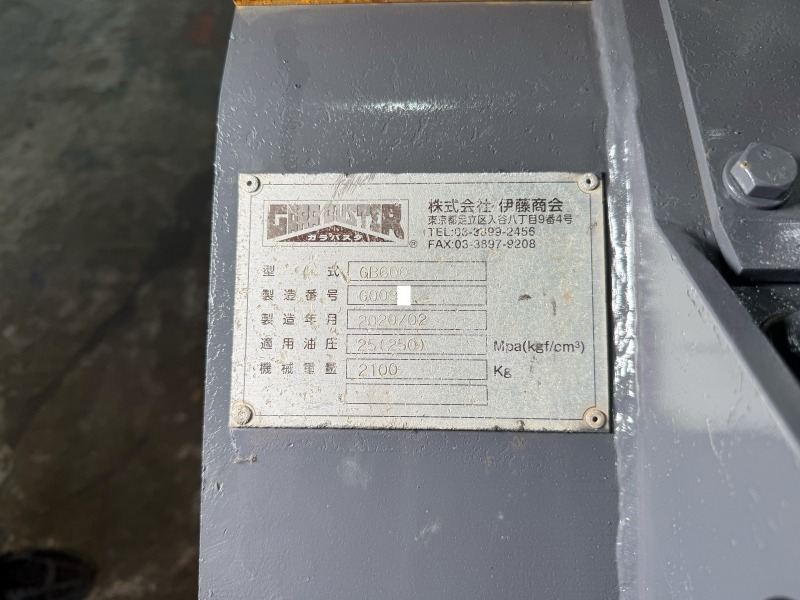 GARABUSTER
ガラバスター
®
株式会社 伊藤商会
東京都足立区入谷八丁目9番4号
TEL:03-3899-2456
FAX:03-3897-9208
型式 GB600
製造番号
製造年月 2020/02
適用油圧 25(250) Mpa(kgf/cm³)
機械電量 2100 Kg